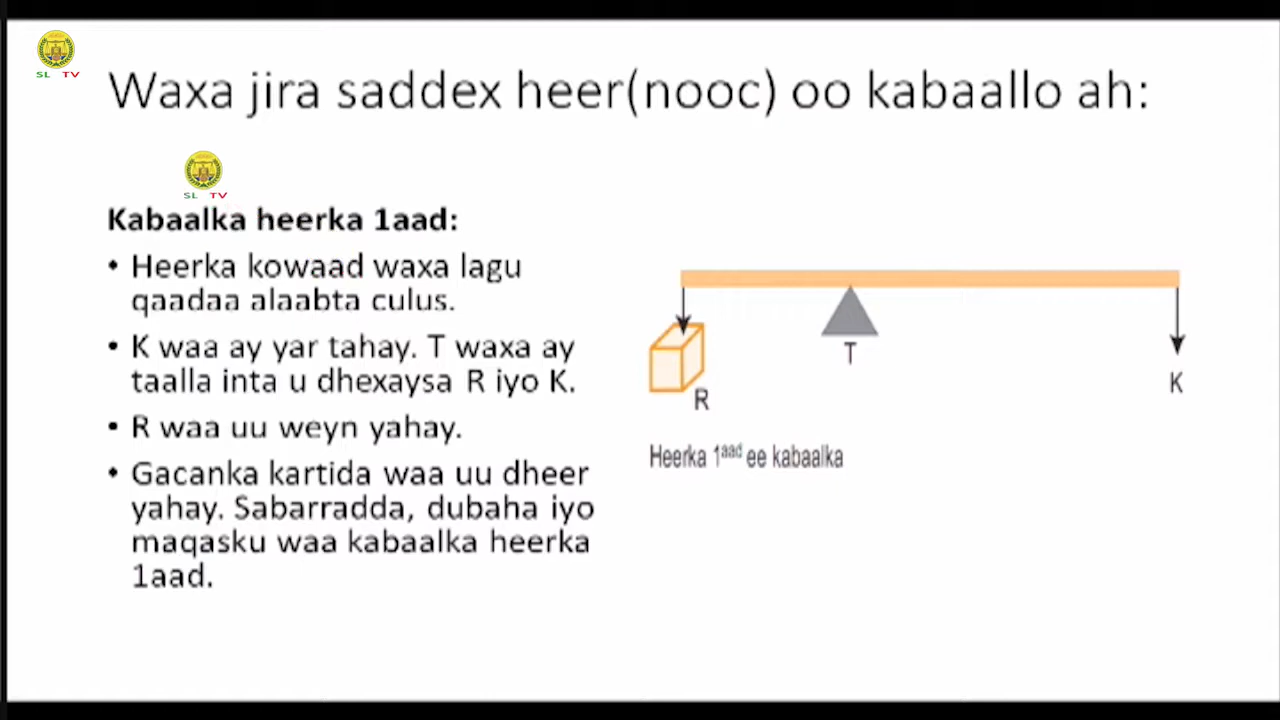 SL TV
Waxa jira saddex heer(nooc) oo kabaallo ah:
SL TV
Kabaalka heerka 1aad:
• Heerka kowaad waxa lagu
qaadaa alaabta culus.
• K waa ay yar tahay. T waxa ay
taalla inta u dhexaysa R iyo K.
• R waa uu weyn yahay.
• Gacanka kartida waa uu dheer
yahay. Sabarradda, dubaha iyo
maqasku waa kabaalka heerka
1aad.
T
K
R
Heerka 1aad ee kabaalka